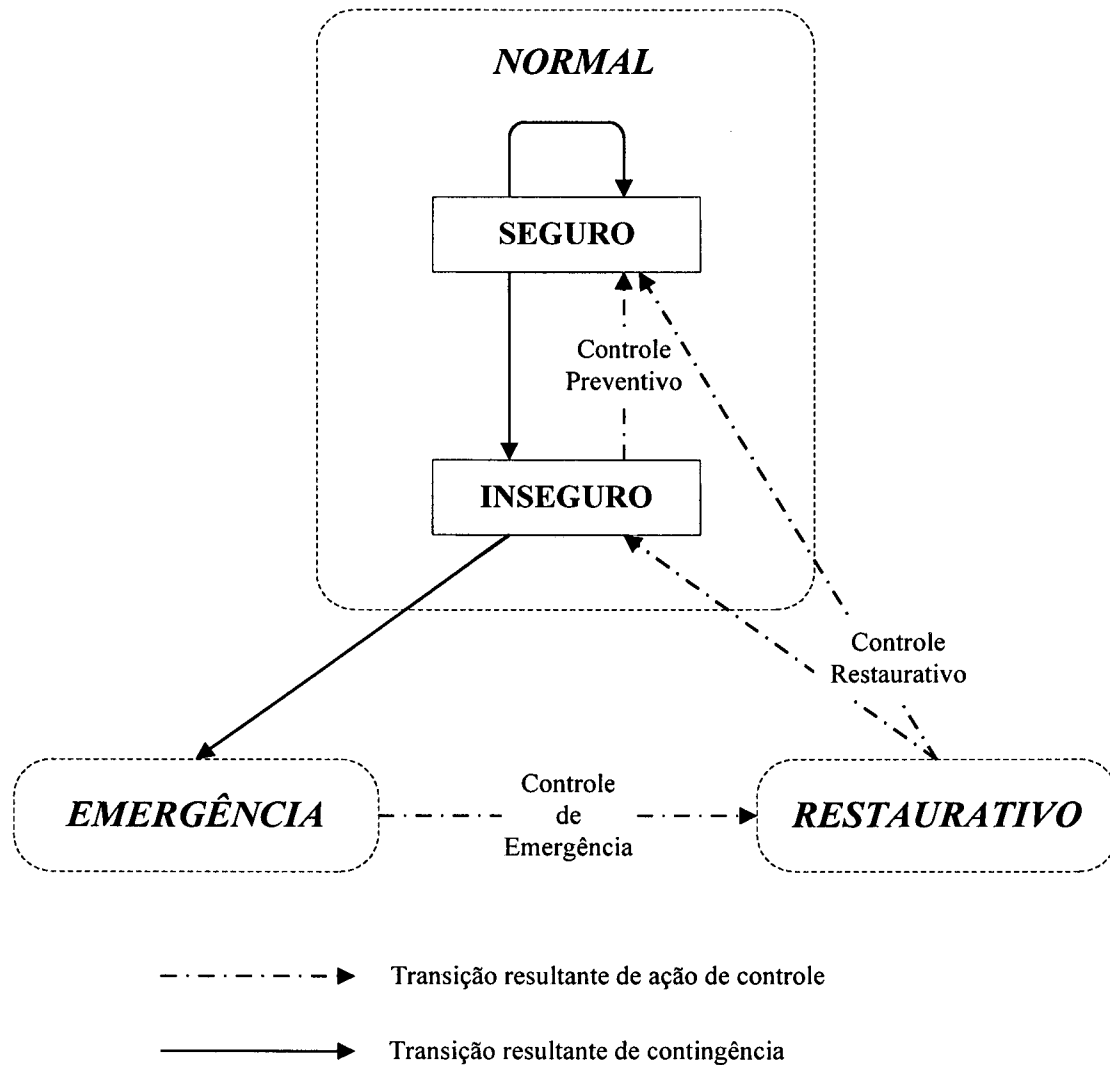 NORMAL
SEGURO
Controle
Preventivo
INSEGURO
Controle
Restaurativo
EMERGÊNCIA
Controle
de
Emergência
RESTAURATIVO
Transição resultante de ação de controle
Transição resultante de contingência